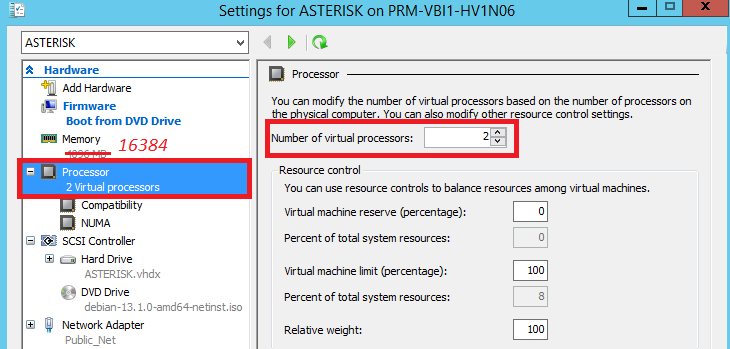 Settings for ASTERISK on PRM-VBI1-HV1N06
ASTERISK
Hardware
Add Hardware
Firmware
Boot from DVD Drive
Memory
4096 MB 16384
Processor
2 Virtual processors
Compatibility
NUMA
SCSI Controller
Hard Drive
ASTERISK.vhdx
DVD Drive
debian-13.1.0-amd64-netinst.iso
Network Adapter
Public_Net
Processor
You can modify the number of virtual processors based on the number of processors on
the physical computer. You can also modify other resource control settings.
Number of virtual processors: 2
Resource control
You can use resource controls to balance resources among virtual machines.
Virtual machine reserve (percentage): 0
Percent of total system resources: 0
Virtual machine limit (percentage): 100
Percent of total system resources: 8
Relative weight: 100